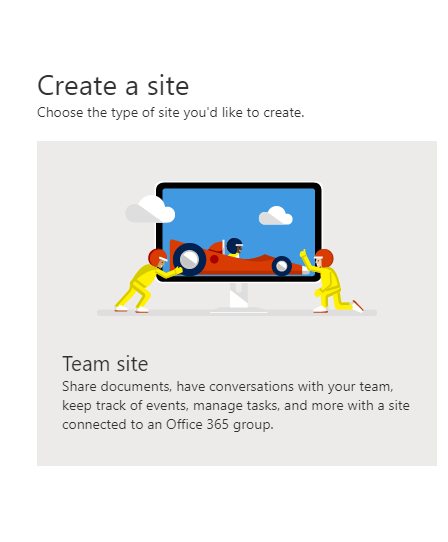 Create a site
Choose the type of site you'd like to create.
Team site
Share documents, have conversations with your team,
keep track of events, manage tasks, and more with a site
connected to an Office 365 group.